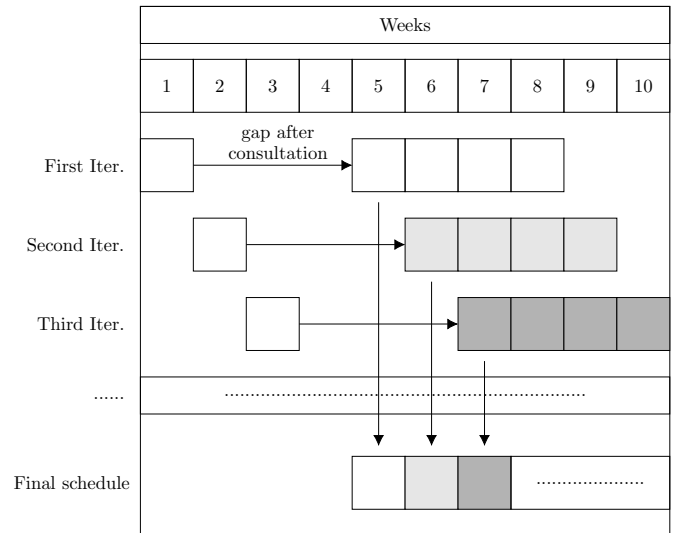 Weeks
1 2 3 4 5 6 7 8 9 10
gap after
consultation
First Iter.
Second Iter.
Third Iter.
...... ......................................................................
Final schedule .....................